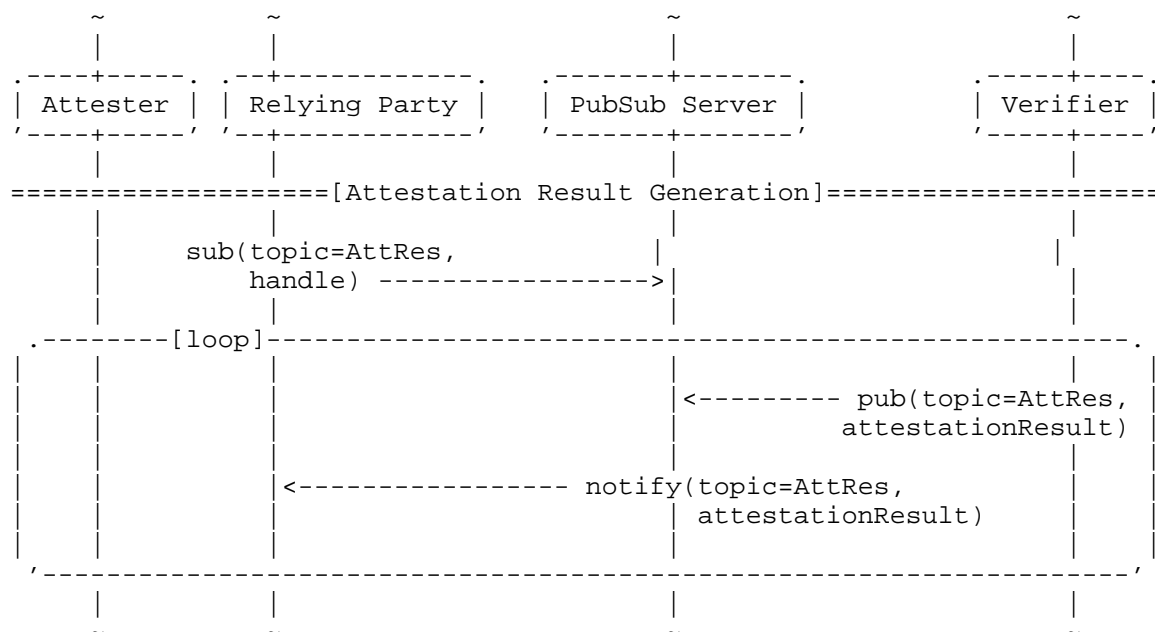 Attester Relying Party PubSub Server Verifier
[Attestation Result Generation]
sub(topic=AttRes,
handle)
[loop]
pub(topic=AttRes,
attestationResult)
notify(topic=AttRes,
attestationResult)